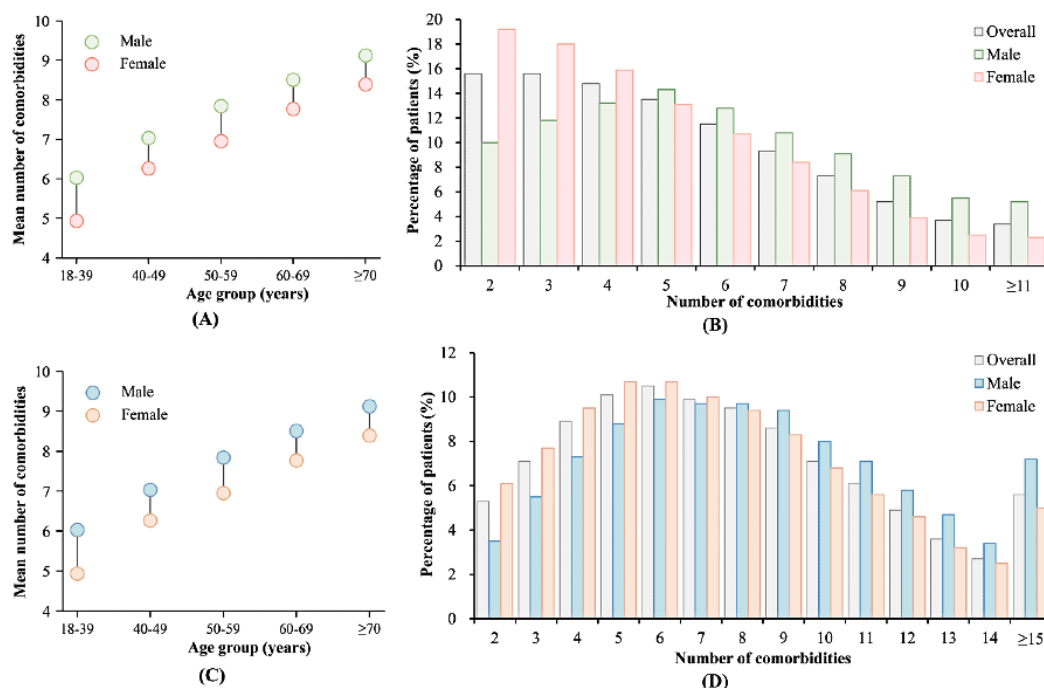 10
9
8
7
6
5
4
Mean number of comorbidities
Male
Female
18-39 40-49 50-59 60-69 ≥70
Age group (years)
(A)
20
18
16
14
12
10
8
6
4
2
0
Percentage of patients (%)
Overall
Male
Female
2 3 4 5 6 7 8 9 10 ≥11
Number of comorbidities
(B)
10
9
8
7
6
5
4
Mean number of comorbidities
Male
Female
18-39 40-49 50-59 60-69 ≥70
Age group (years)
(C)
12
10
8
6
4
2
0
Percentage of patients (%)
Overall
Male
Female
2 3 4 5 6 7 8 9 10 11 12 13 14 ≥15
Number of comorbidities
(D)